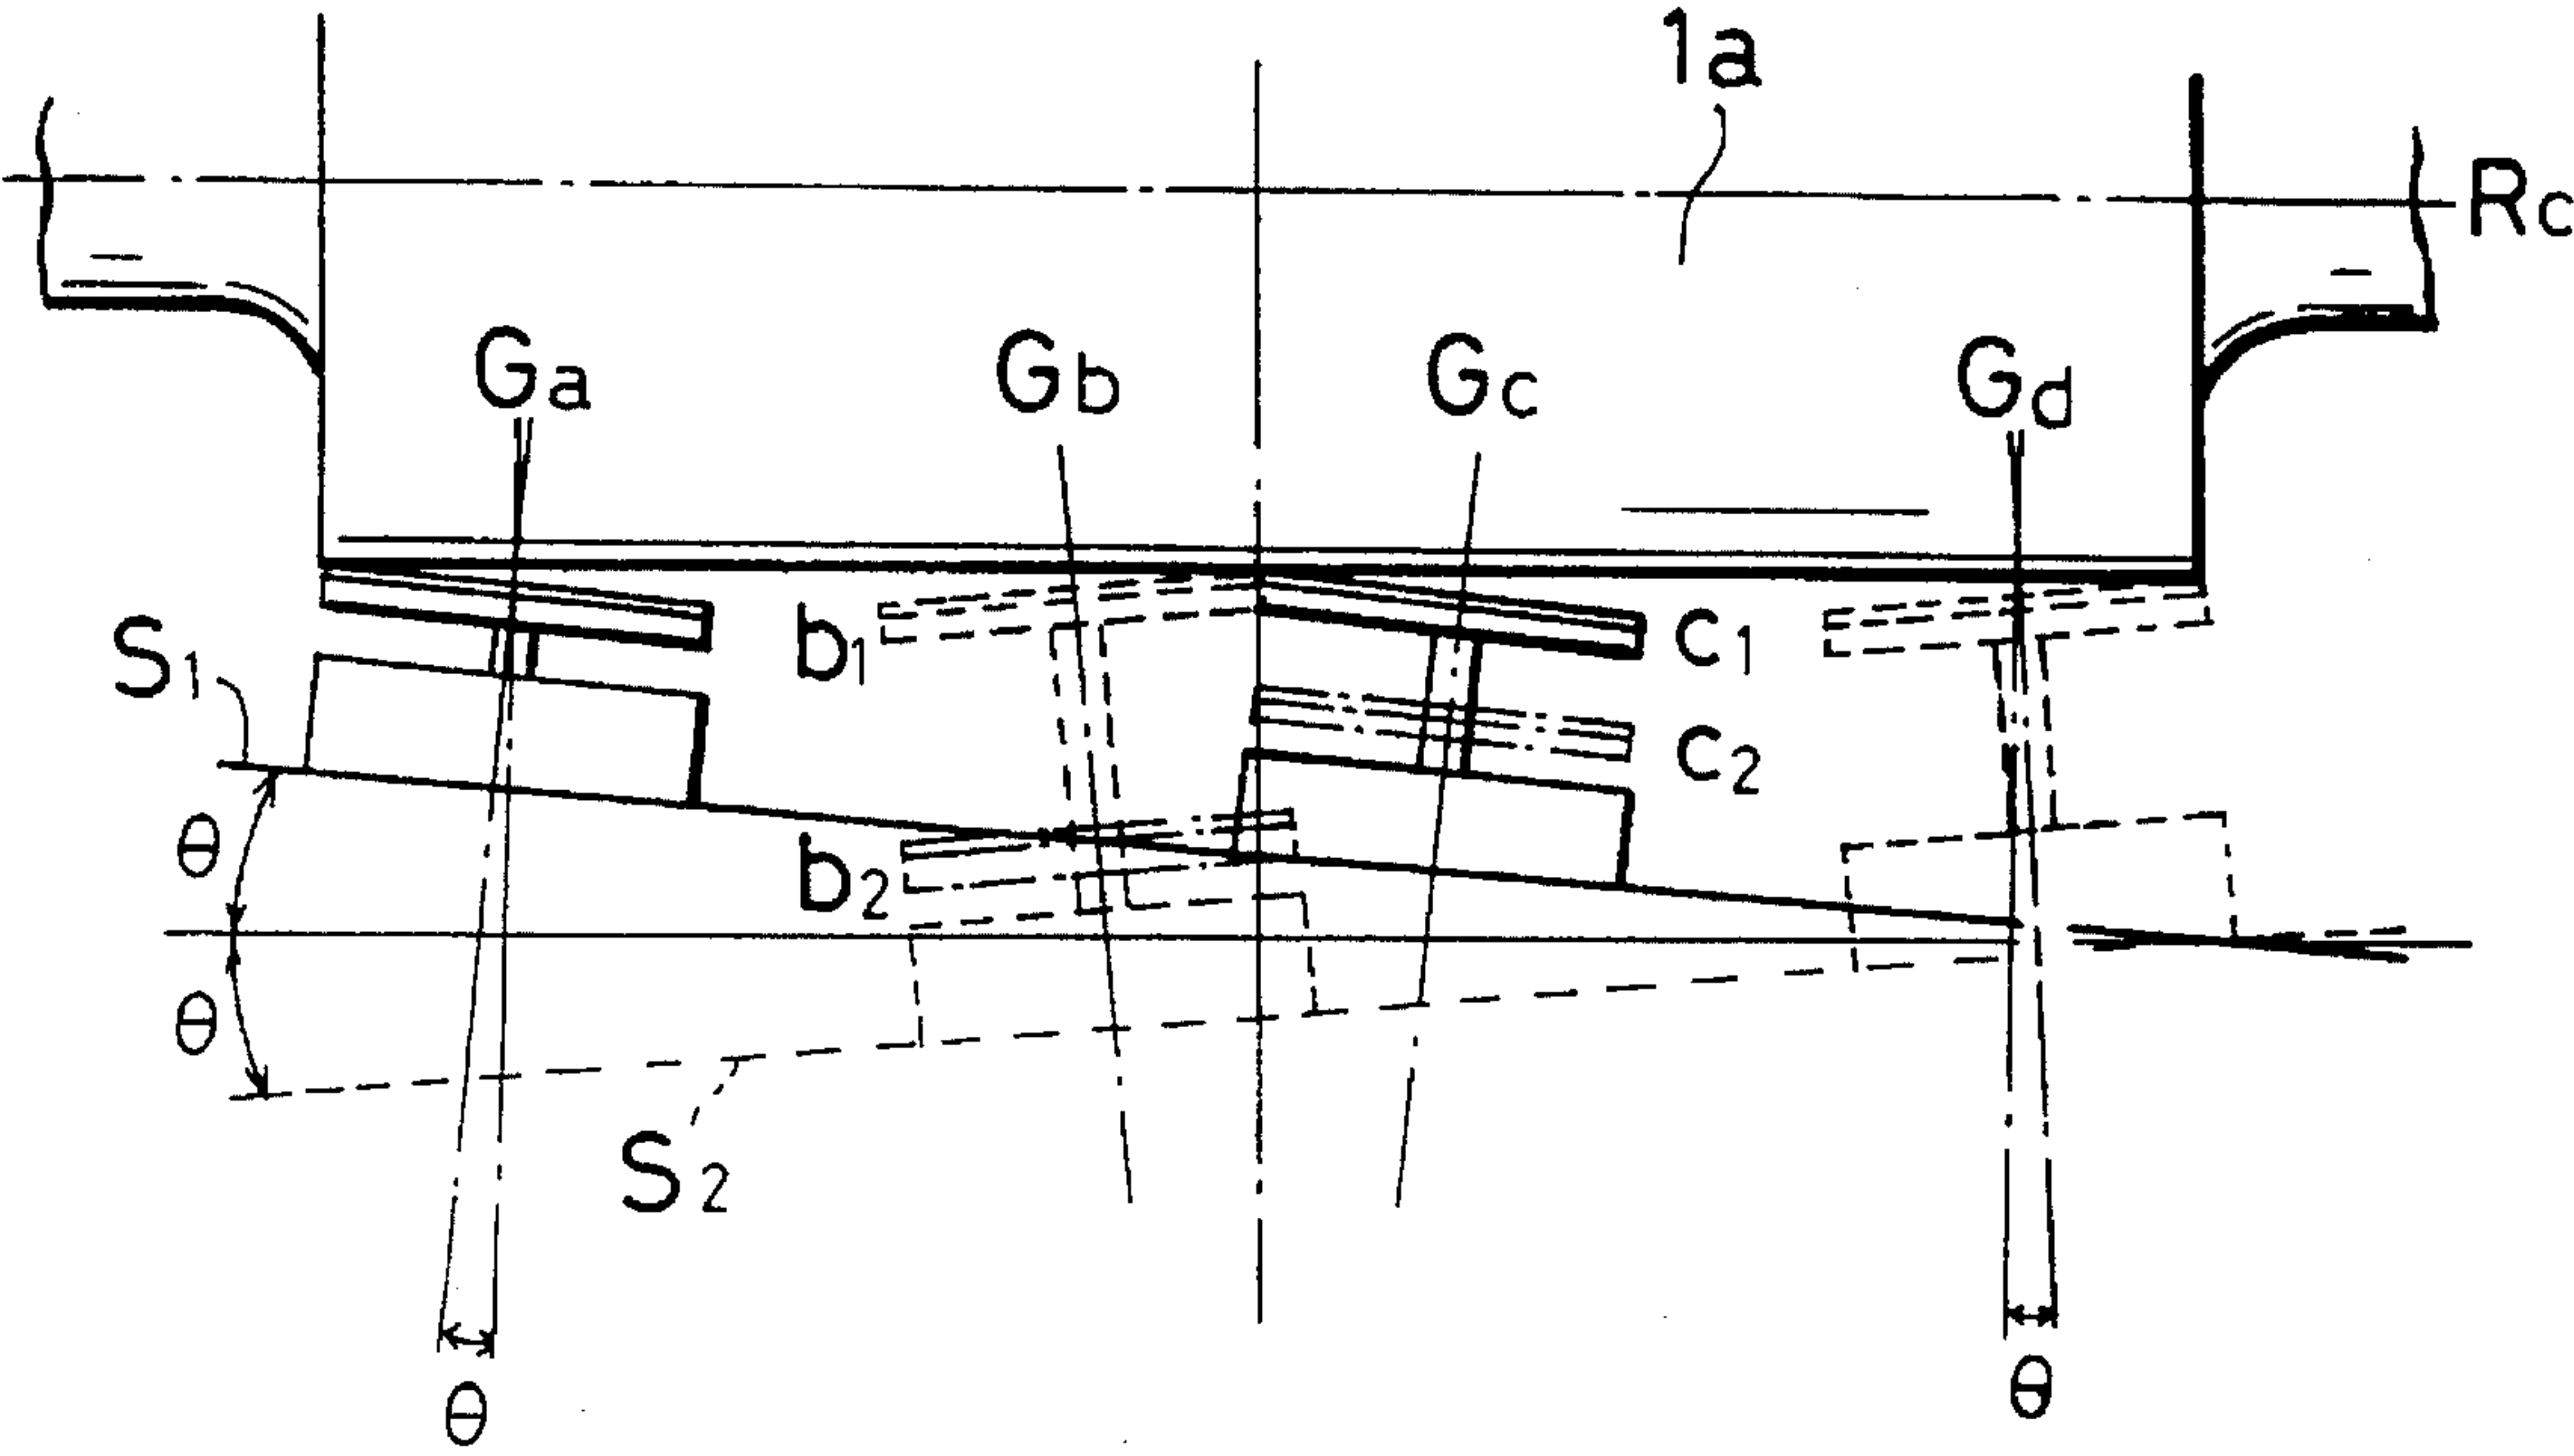 1a
Rc
Ga
Gb
Gc
Gd
S1
b1
c1
c2
θ
b2
θ
S2
θ
θ